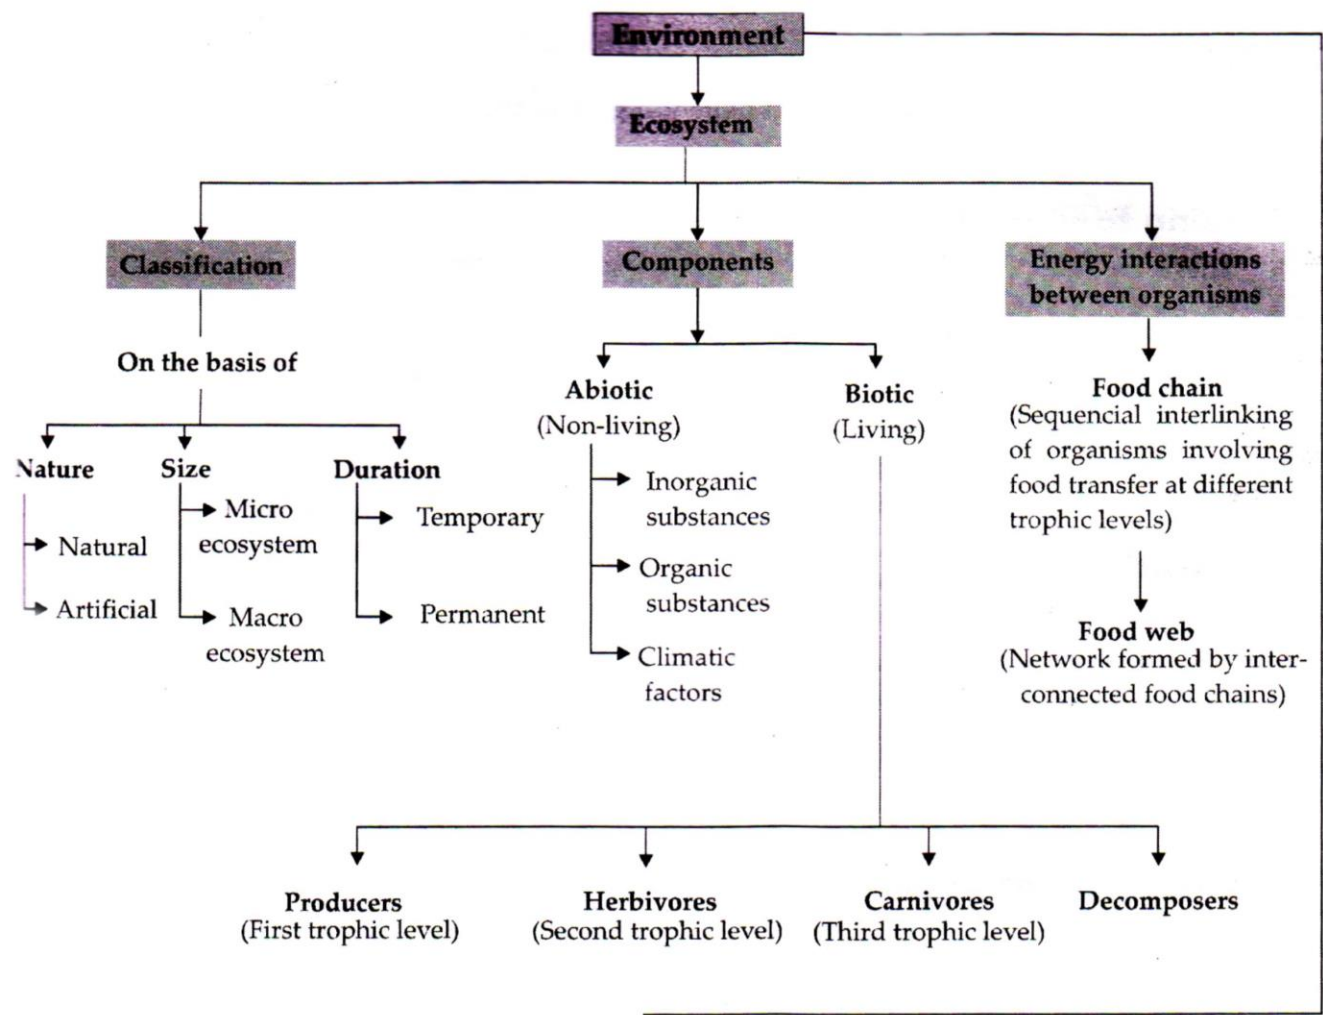 Environment
Ecosystem
Classification
Components
Energy interactions
between organisms
On the basis of
Nature
Size
Duration
Natural
Artificial
Micro
ecosystem
Macro
ecosystem
Temporary
Permanent
Abiotic
(Non-living)
Biotic
(Living)
Inorganic
substances
Organic
substances
Climatic
factors
Food chain
(Sequencial interlinking
of organisms involving
food transfer at different
trophic levels)
Food web
(Network formed by inter-
connected food chains)
Producers
(First trophic level)
Herbivores
(Second trophic level)
Carnivores
(Third trophic level)
Decomposers